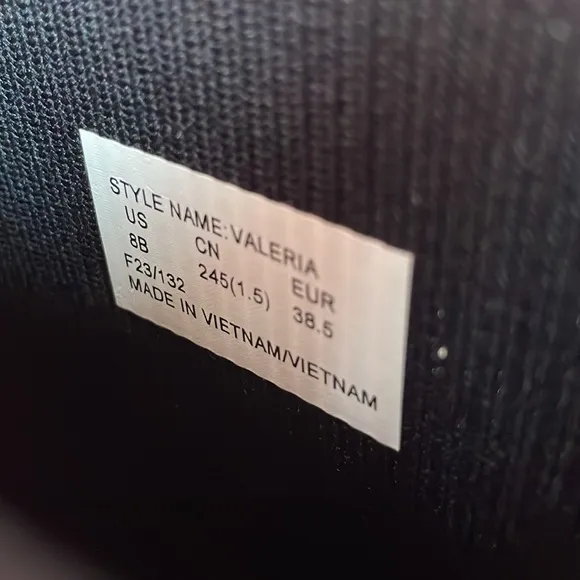 STYLE NAME:VALERIA
US CN EUR
8B 245(1.5) 38.5
F23/132
MADE IN VIETNAM/VIETNAM